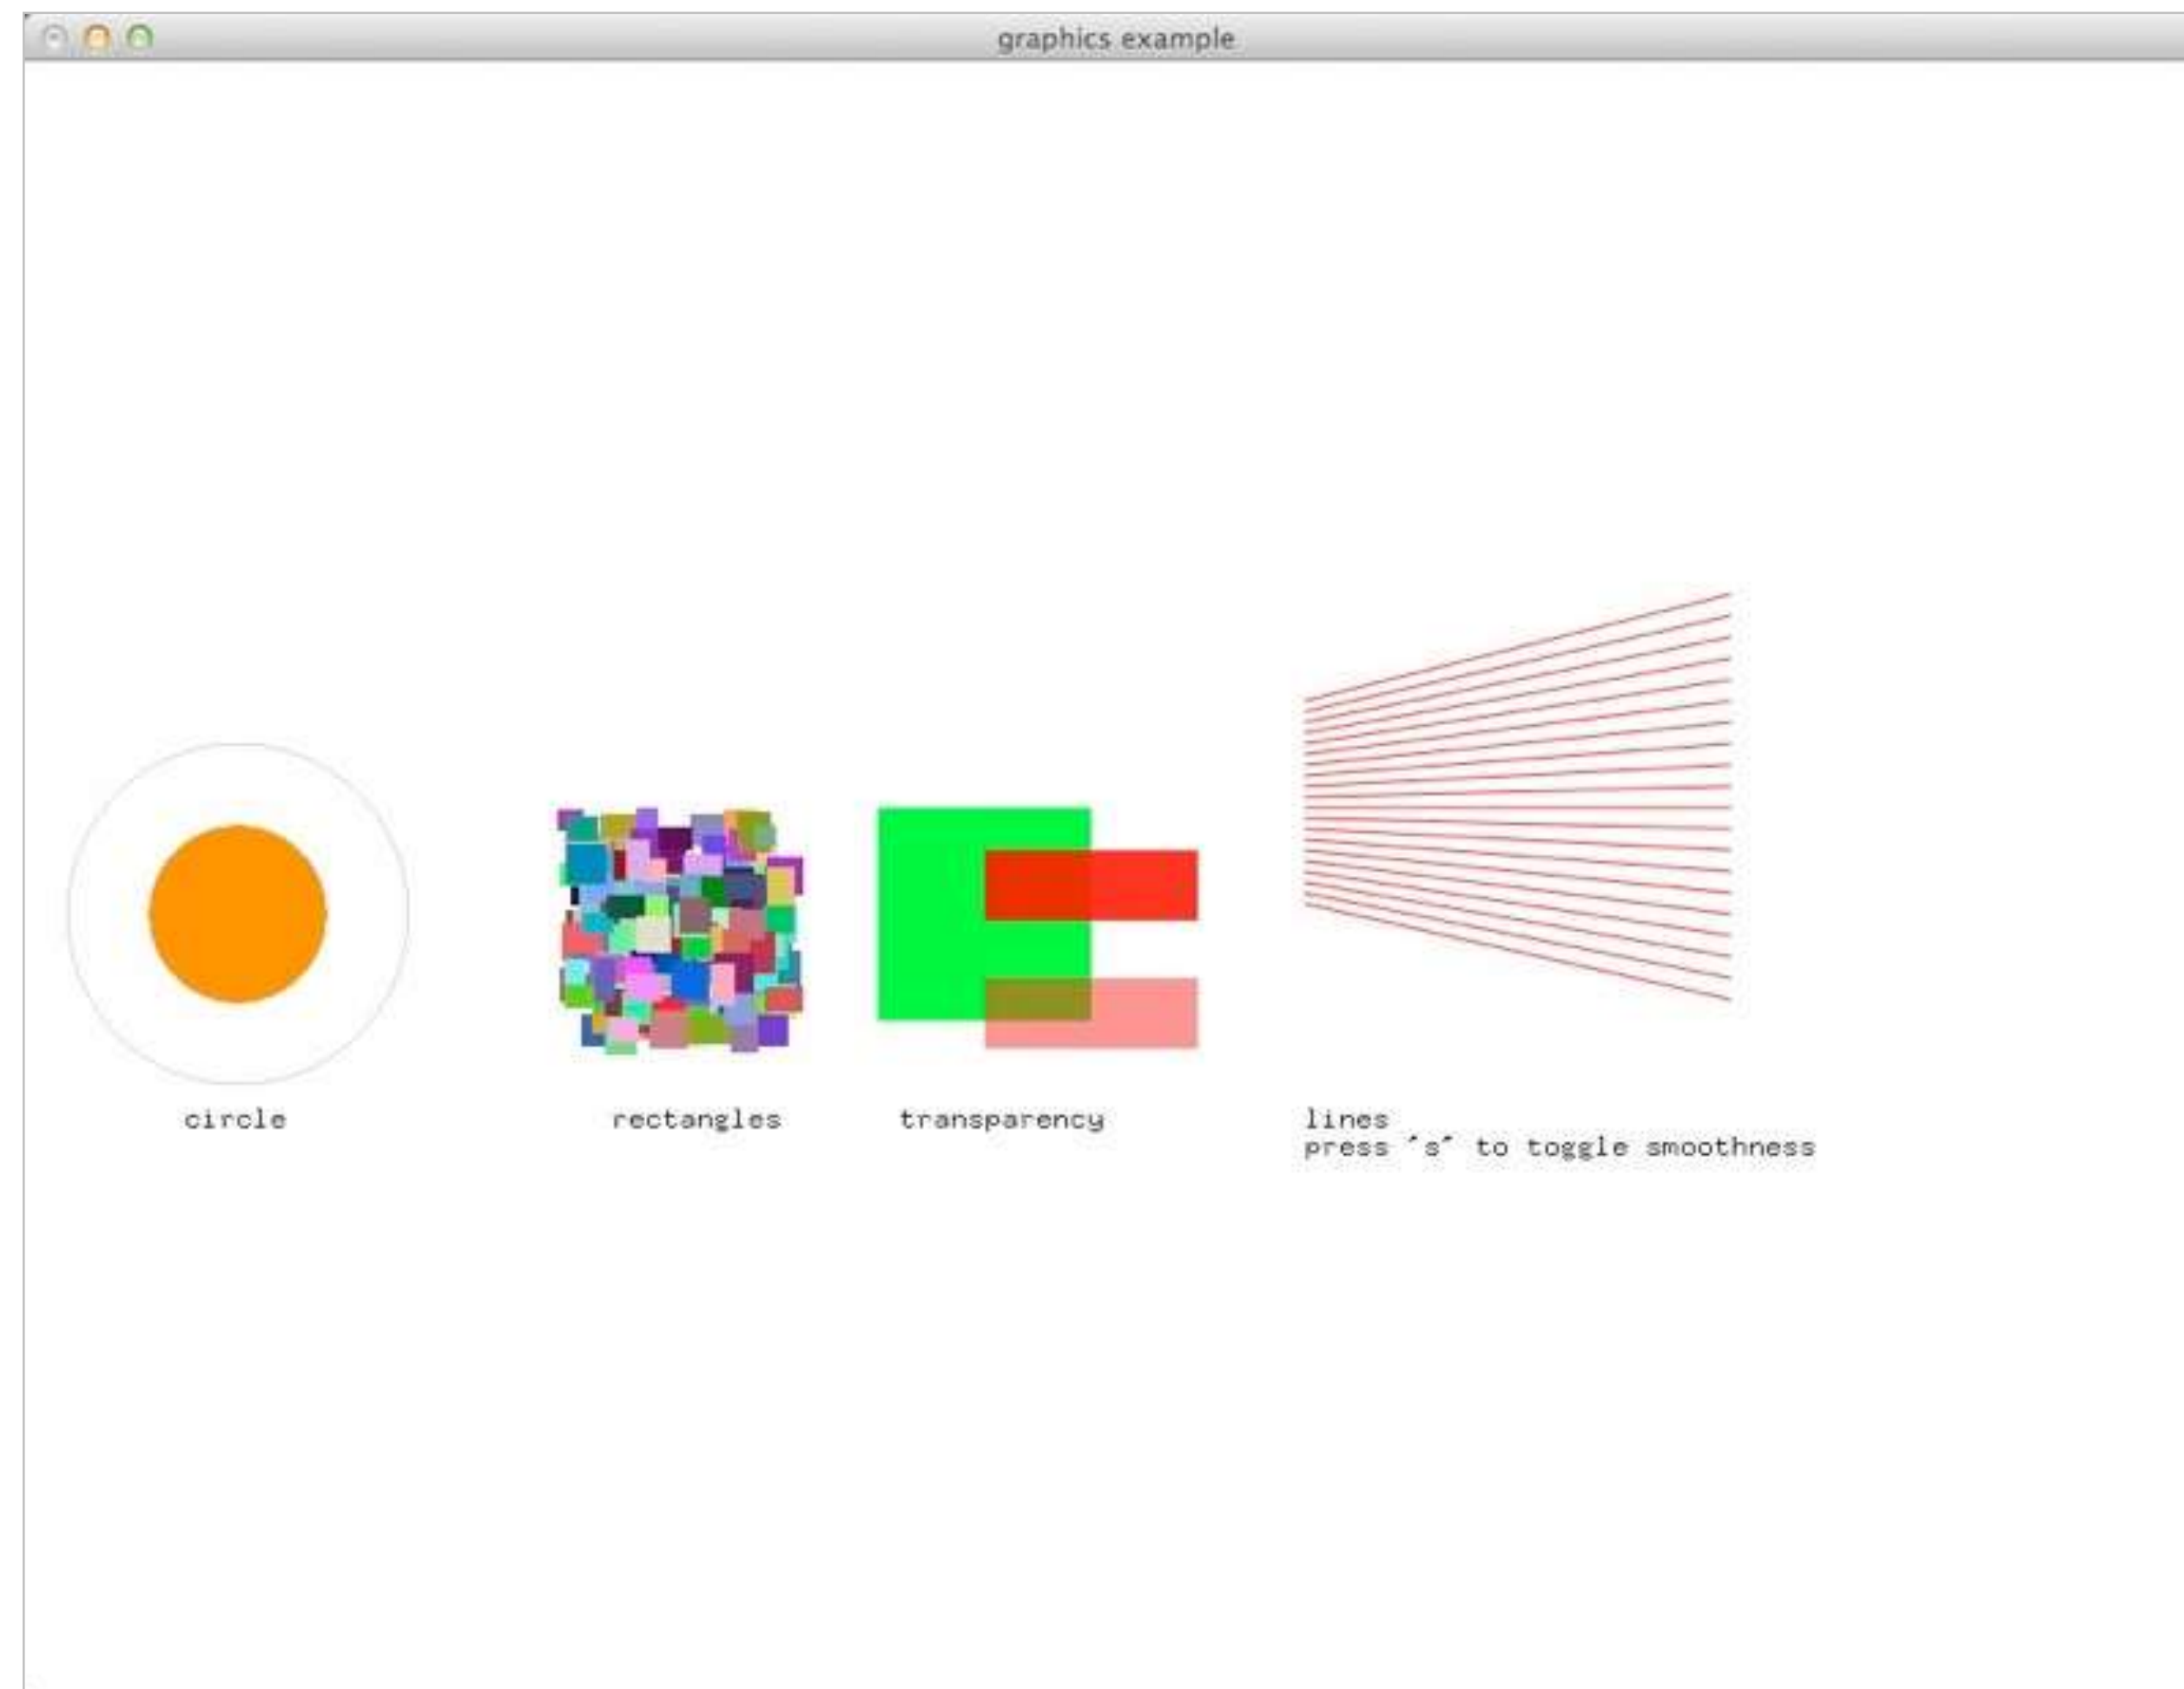 graphics example
circle
rectangles
transparency
lines
press 's' to toggle smoothness